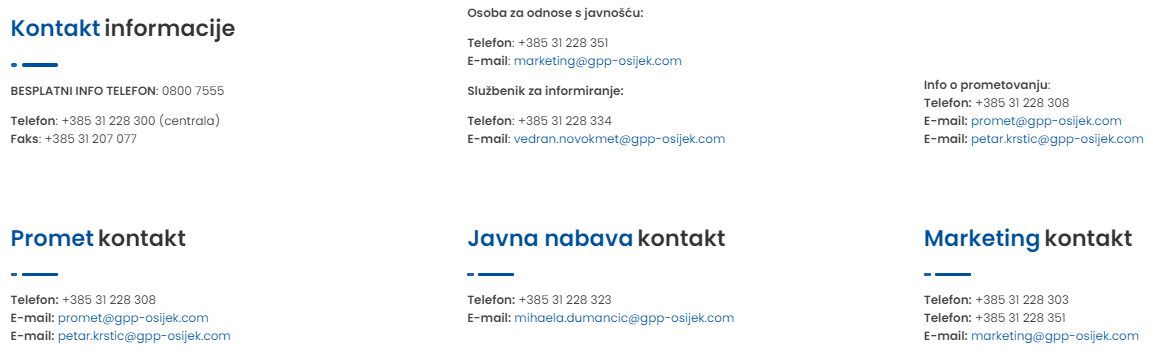 Kontakt informacije
BESPLATNI INFO TELEFON: 0800 7555
Telefon: +385 31 228 300 (centrala)
Faks: +385 31 207 077
Osoba za odnose s javnošću:
Telefon: +385 31 228 351
E-mail: marketing@gpp-osijek.com
Službenik za informiranje:
Telefon: +385 31 228 334
E-mail: vedran.novokmet@gpp-osijek.com
Info o prometovanju:
Telefon: +385 31 228 308
E-mail: promet@gpp-osijek.com
E-mail: petar.krstic@gpp-osijek.com
Promet kontakt
Telefon: +385 31 228 308
E-mail: promet@gpp-osijek.com
E-mail: petar.krstic@gpp-osijek.com
Javna nabava kontakt
Telefon: +385 31 228 323
E-mail: mihaela.dumancic@gpp-osijek.com
Marketing kontakt
Telefon: +385 31 228 303
Telefon: +385 31 228 351
E-mail: marketing@gpp-osijek.com